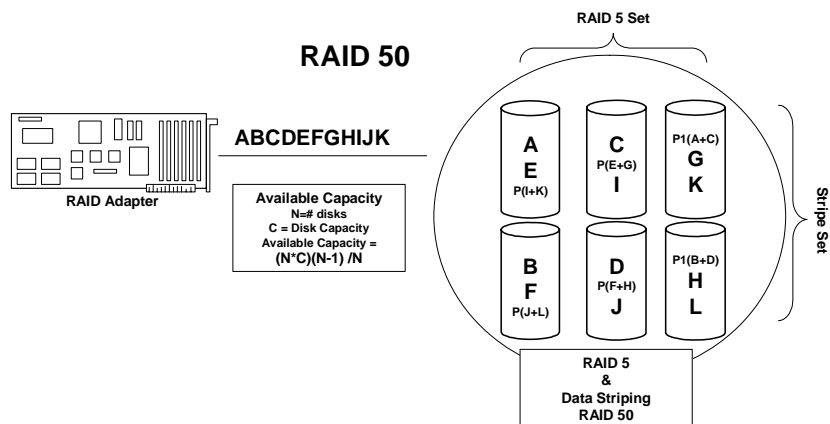 RAID 5 Set
RAID 50
ABCDEFGHIJK
RAID Adapter
Available Capacity
N=# disks
C = Disk Capacity
Available Capacity =
(N*C)(N-1) /N
A
E
P(I+K)
C
P(E+G)
I
P1(A+C)
G
K
B
F
P(J+L)
D
P(F+H)
J
P1(B+D)
H
L
Stripe Set
RAID 5
&
Data Striping
RAID 50